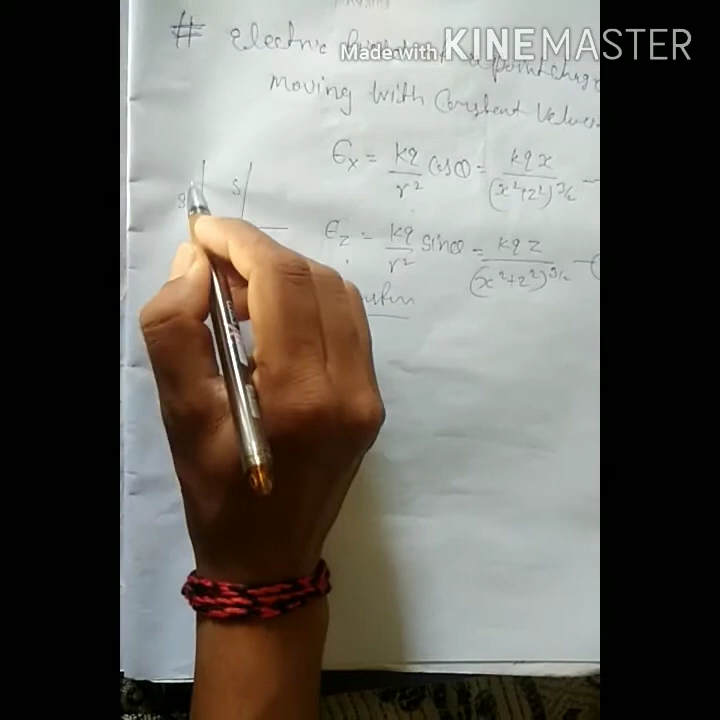 # Electric
Made with KINEMASTER
moving with Constant
Ex = kq/r² cosθ = kqx/(x²+z²)^3/2 –
S S
Ez = kq/r² sinθ = kqz/(x²+z²)^3/2 – (